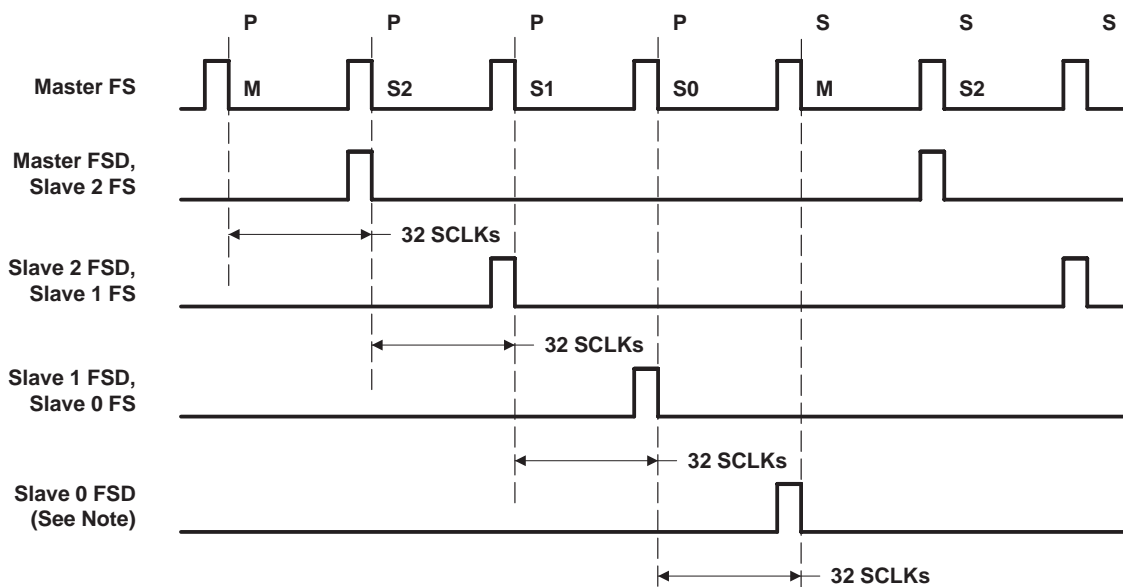 P P P P S S S
Master FS
M S2 S1 S0 M S2
Master FSD,
Slave 2 FS
32 SCLKs
Slave 2 FSD,
Slave 1 FS
32 SCLKs
Slave 1 FSD,
Slave 0 FS
32 SCLKs
Slave 0 FSD
(See Note)
32 SCLKs